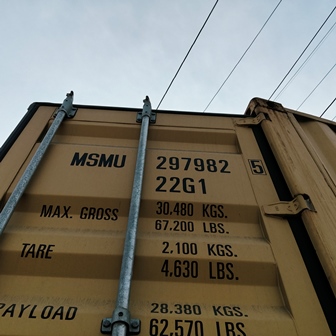 MSMU 297982 5
22G1
MAX. GROSS 30.480 KGS.
67.200 LBS.
TARE 2.100 KGS.
4,630 LBS.
PAYLOAD 28.380 KGS.
62,570 LBS.